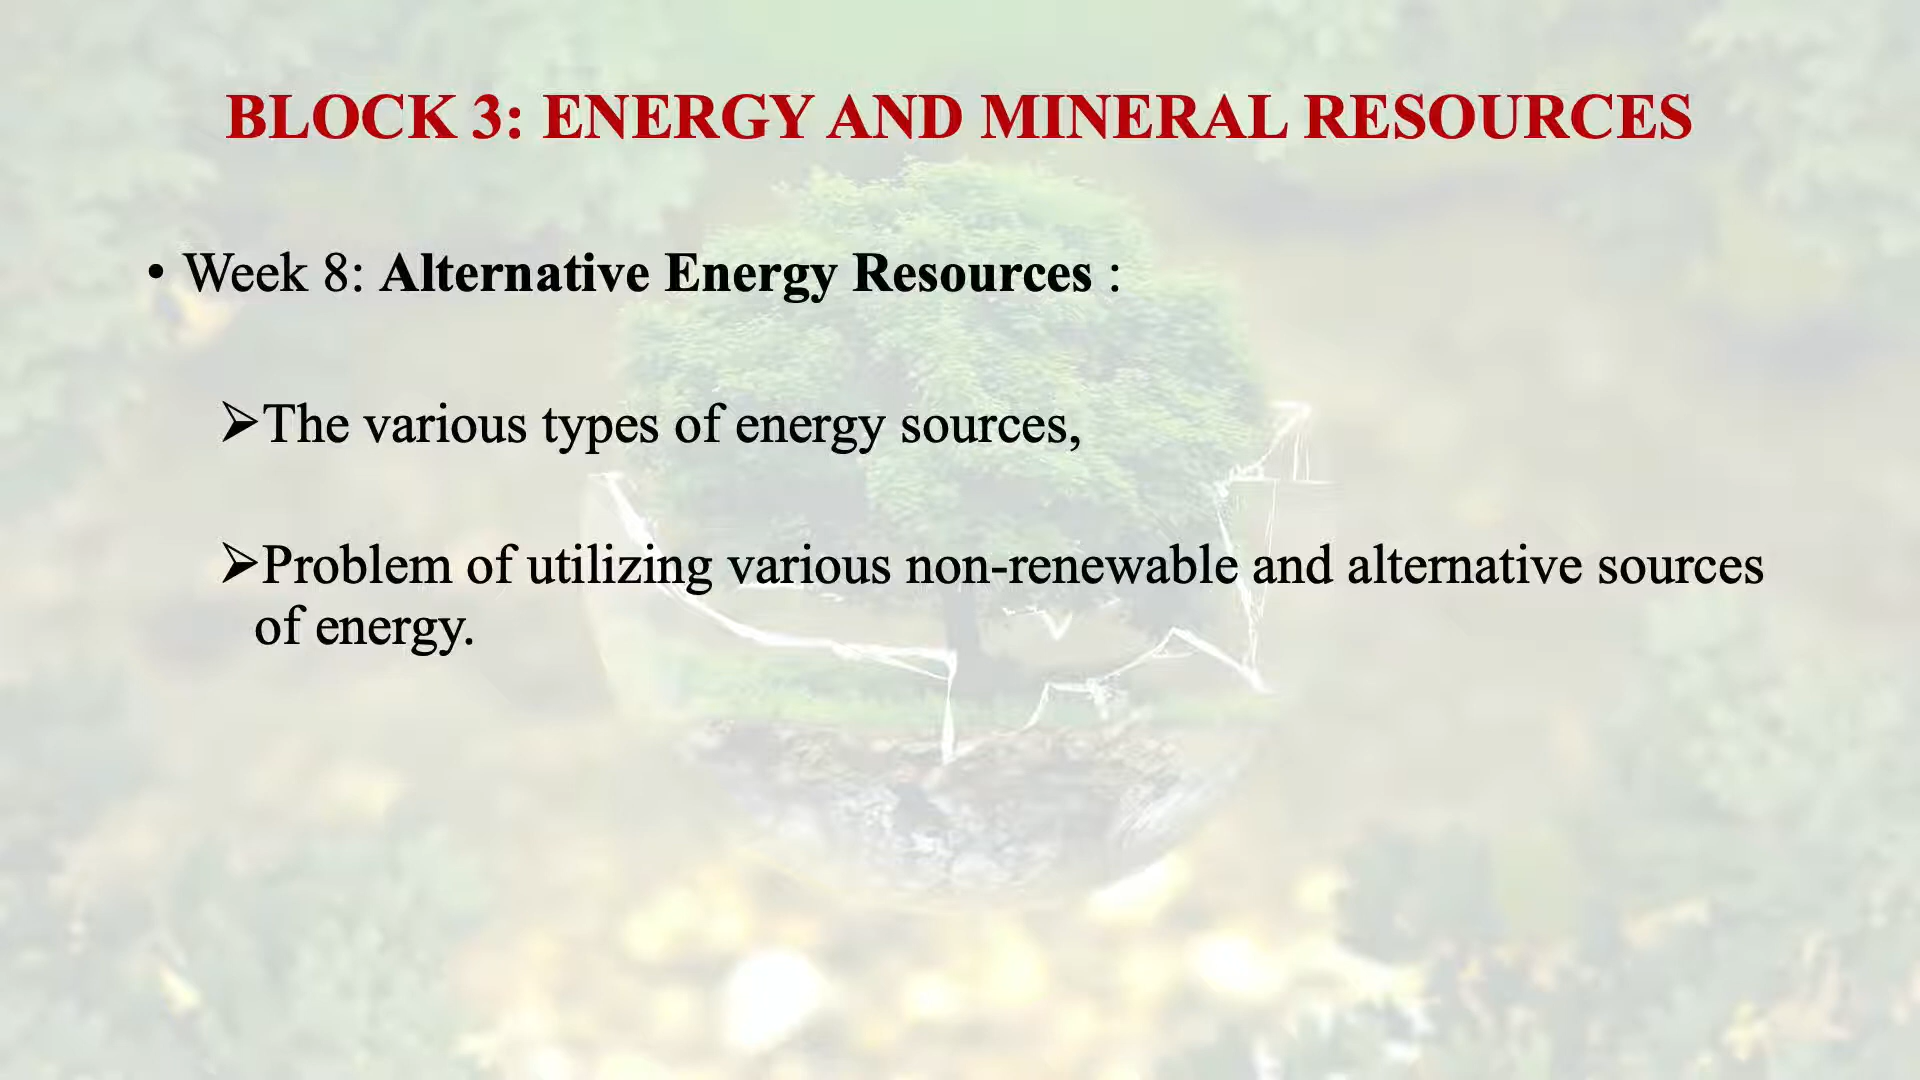 BLOCK 3: ENERGY AND MINERAL RESOURCES
• Week 8: Alternative Energy Resources :
➢The various types of energy sources,
➢Problem of utilizing various non-renewable and alternative sources
of energy.